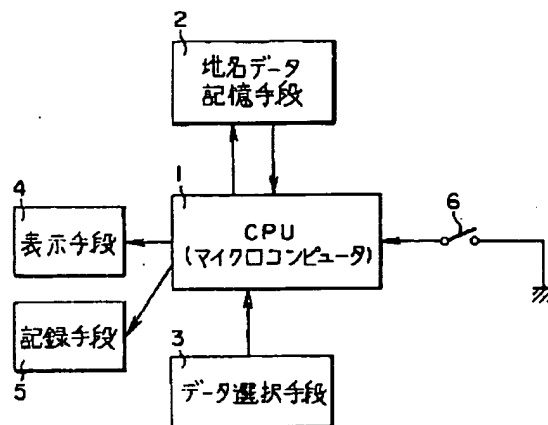 2
地名データ
記憶手段
1
CPU
(マイクロコンピュータ)
4
表示手段
6
記録手段
5
3
データ選択手段